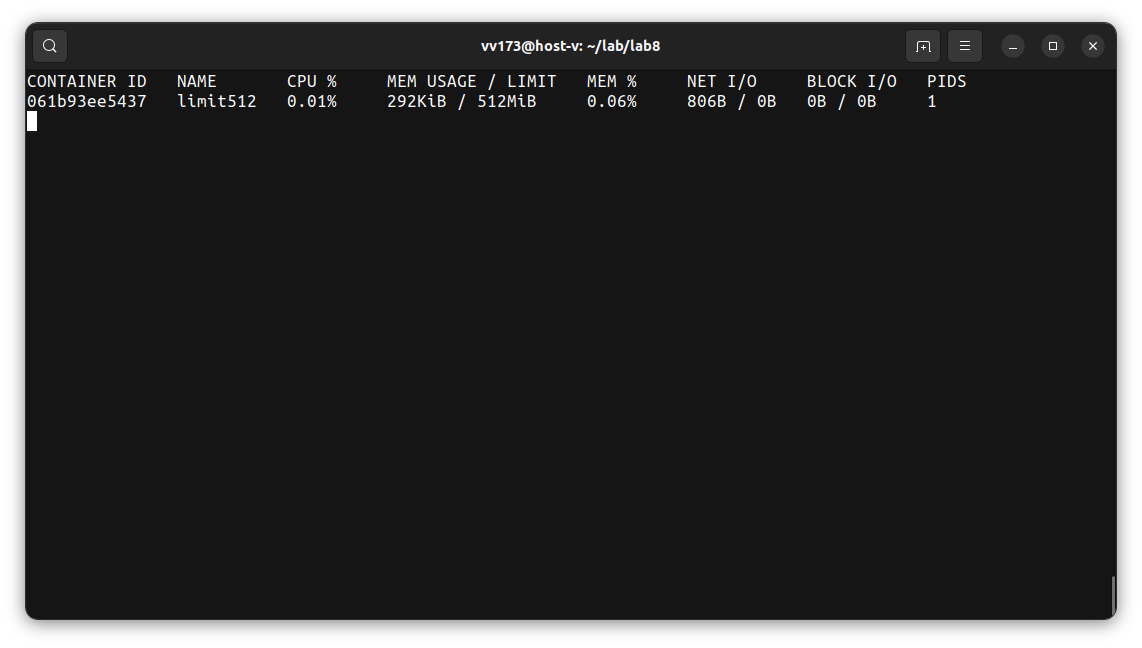 vv173@host-v: ~/lab/lab8
CONTAINER ID   NAME       CPU %     MEM USAGE / LIMIT   MEM %     NET I/O     BLOCK I/O   PIDS
061b93ee5437   limit512   0.01%     292KiB / 512MiB     0.06%     806B / 0B   0B / 0B     1